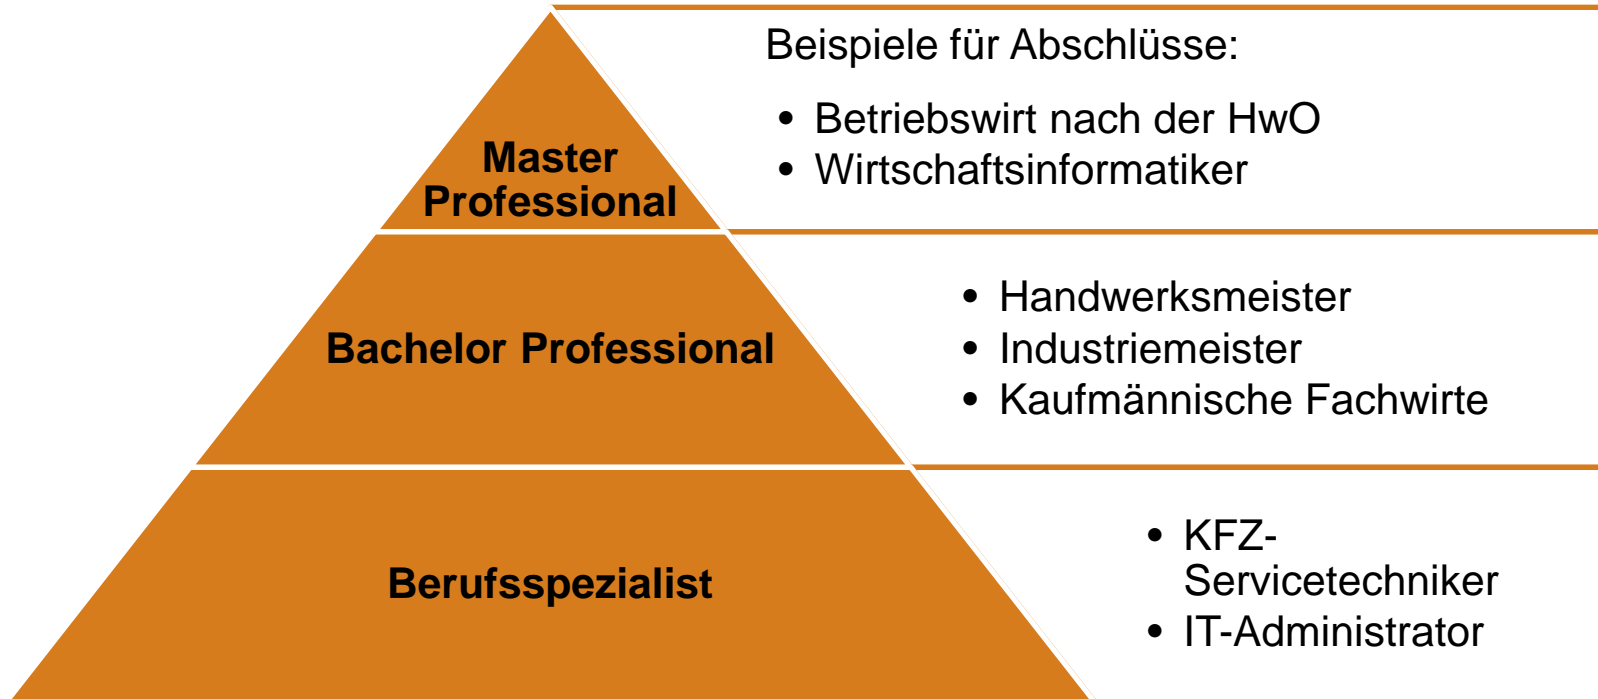 Beispiele für Abschlüsse:
• Betriebswirt nach der HwO
• Wirtschaftsinformatiker
Master
Professional
• Handwerksmeister
• Industriemeister
• Kaufmännische Fachwirte
Bachelor Professional
• KFZ-
Servicetechniker
• IT-Administrator
Berufsspezialist